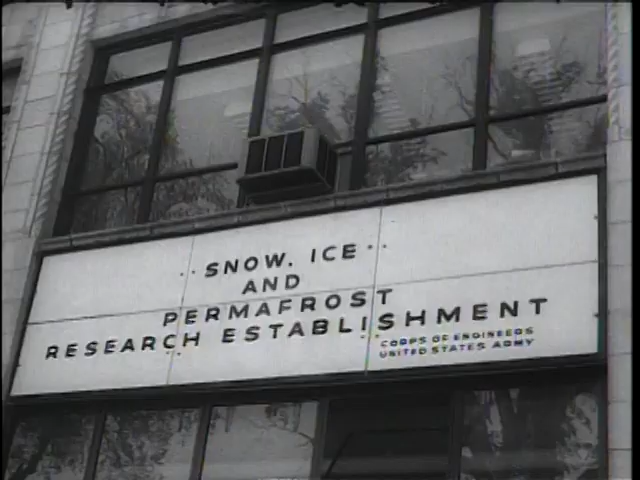 SNOW, ICE
AND
PERMAFROST
RESEARCH ESTABLISHMENT
CORPS OF ENGINEERS
UNITED STATES ARMY